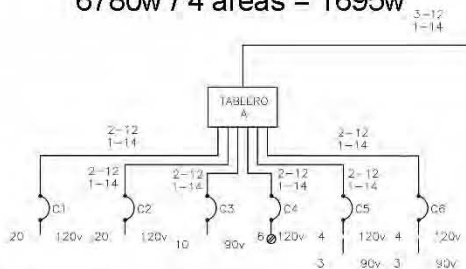 6780w / 4 áreas = 1695w
3-12
1-14
TABLERO
A
2-12
1-14
2-12
1-14
2-12
1-14
2-12
1-14
2-12
1-14
2-12
1-14
C1
C2
C3
C4
C5
C6
20 120v
20 120v
10 90v
6 120v
4 120v
4 120v
3 90v
3 90v